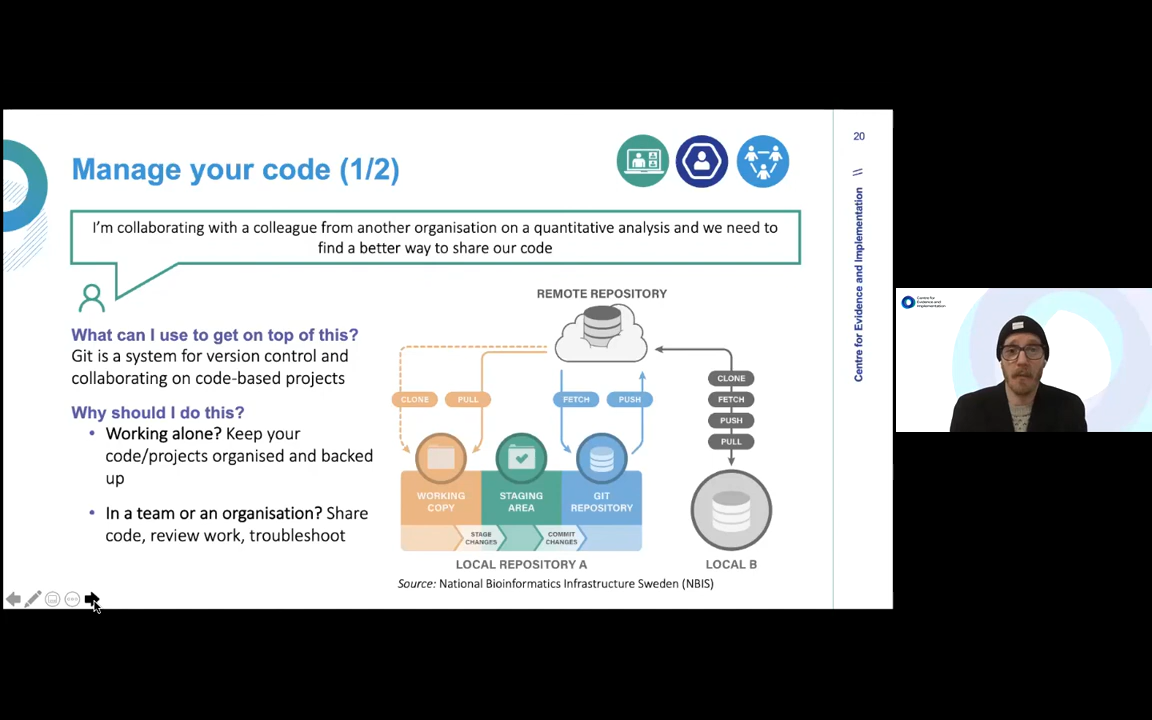 Manage your code (1/2)
20
I'm collaborating with a colleague from another organisation on a quantitative analysis and we need to
find a better way to share our code
What can I use to get on top of this?
Git is a system for version control and
collaborating on code-based projects
Why should I do this?
• Working alone? Keep your
code/projects organised and backed
up
• In a team or an organisation? Share
code, review work, troubleshoot
REMOTE REPOSITORY
CLONE
PULL
FETCH
PUSH
CLONE
FETCH
PUSH
PULL
WORKING
COPY
STAGING
AREA
GIT
REPOSITORY
STAGE
CHANGES
COMMIT
CHANGES
LOCAL REPOSITORY A
LOCAL B
Source: National Bioinformatics Infrastructure Sweden (NBIS)
Centre for Evidence and Implementation //
Centre for
Evidence and
Implementation